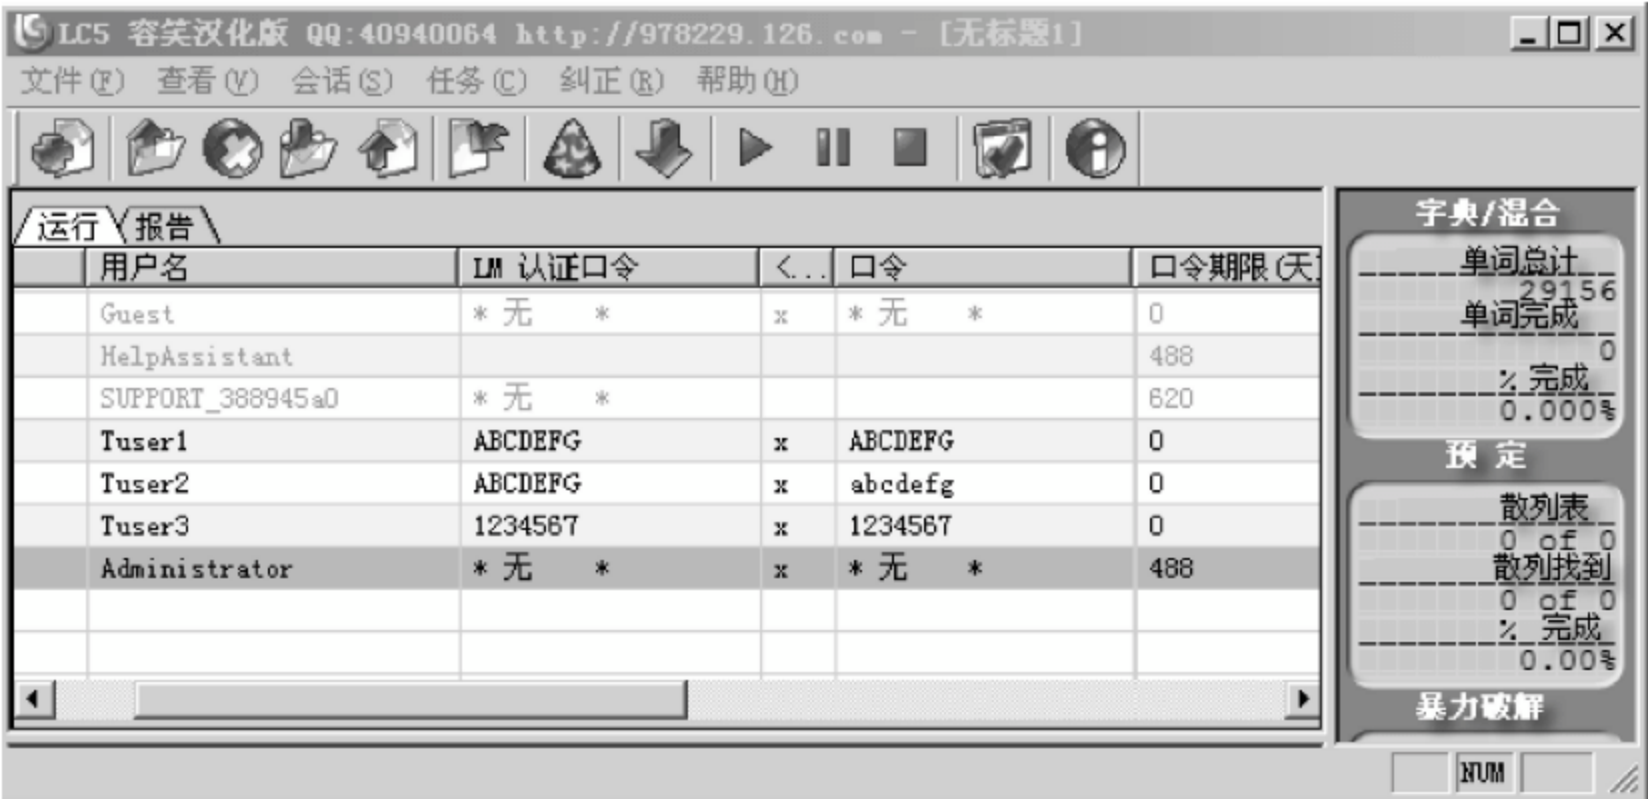 LC5 容笑汉化版 QQ:40940064 http://978229.126.com - [无标题1]
文件(F) 查看(V) 会话(S) 任务(C) 纠正(R) 帮助(H)
运行 报告
用户名 LM 认证口令 <... 口令 口令期限(天)
Guest * 无 * x * 无 * 0
HelpAssistant 488
SUPPORT_388945a0 * 无 * 620
Tuser1 ABCDEFG x ABCDEFG 0
Tuser2 ABCDEFG x abcdefg 0
Tuser3 1234567 x 1234567 0
Administrator * 无 * x * 无 * 488
字典/混合
单词总计
29156
单词完成
0
% 完成
0.000%
预 定
散列表
0 of 0
散列找到
0 of 0
% 完成
0.00%
暴力破解
NUM